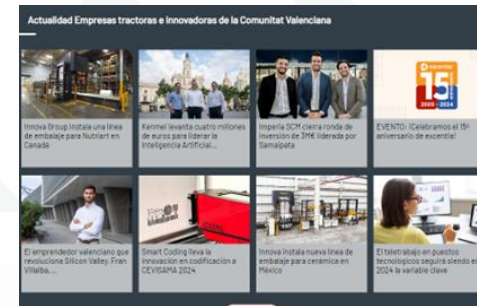 Actualidad Empresas tractoras e Innovadoras de la Comunitat Valenciana
Innova Group instala una línea
de embalaje para Nutriart en
Canadá
Kenmei levanta cuatro millones
de euros para liderar la
Inteligencia Artificial...
Imperia SCM cierra ronda de
inversión de 3M€ liderada por
Samaipata
excentia
15
2009 - 2024
EVENTO: ¡Celebramos el 15º
aniversario de excentia!
El emprendedor valenciano que
revoluciona Silicon Valley. Fran
Villalba,...
Smart Coding lleva la
innovación en codificación a
CEVISAMA 2024
Innova instala nueva línea de
embalaje para cerámica en
México
El teletrabajo en puestos
tecnológicos seguirá siendo en
2024 la variable clave